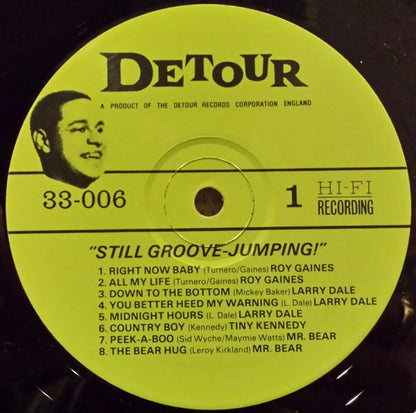 DETOUR
A PRODUCT OF THE DETOUR RECORDS CORPORATION ENGLAND
33-006
1
HI-FI
RECORDING
"STILL GROOVE-JUMPING!"
1. RIGHT NOW BABY (Turnero/Gaines) ROY GAINES
2. ALL MY LIFE (Turnero/Gaines) ROY GAINES
3. DOWN TO THE BOTTOM (Mickey Baker) LARRY DALE
4. YOU BETTER HEED MY WARNING (L. Dale) LARRY DALE
5. MIDNIGHT HOURS (L. Dale) LARRY DALE
6. COUNTRY BOY (Kennedy) TINY KENNEDY
7. PEEK-A-BOO (Sid Wyche/Maymie Watts) MR. BEAR
8. THE BEAR HUG (Leroy Kirkland) MR. BEAR